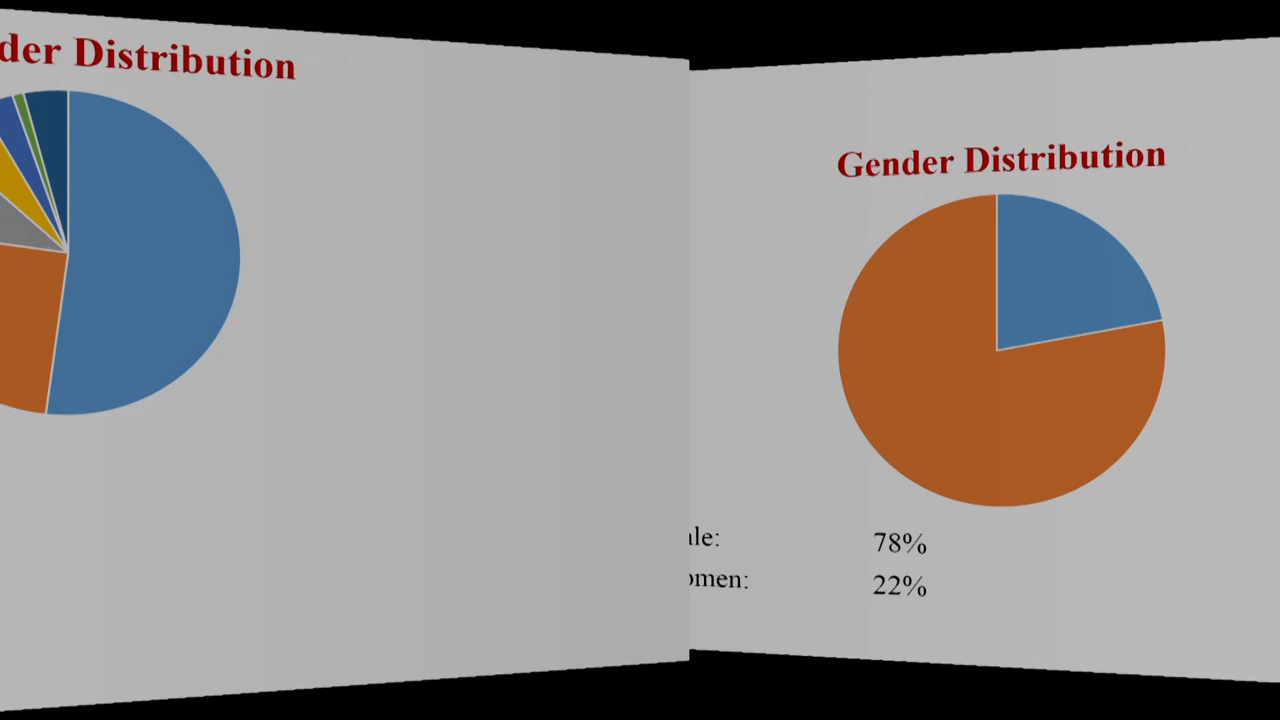 der Distribution
Gender Distribution
ale: 78%
omen: 22%